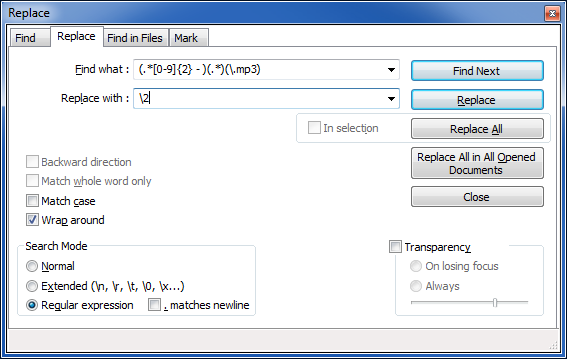 Replace
Find Replace Find in Files Mark
Find what : (.*[0-9]{2} - )(.*)(\.mp3) Find Next
Replace with : \2 Replace
In selection Replace All
Replace All in All Opened
Documents
Backward direction
Match whole word only
Match case Close
Wrap around
Search Mode Transparency
Normal On losing focus
Extended (\n, \r, \t, \0, \x...) Always
Regular expression . matches newline